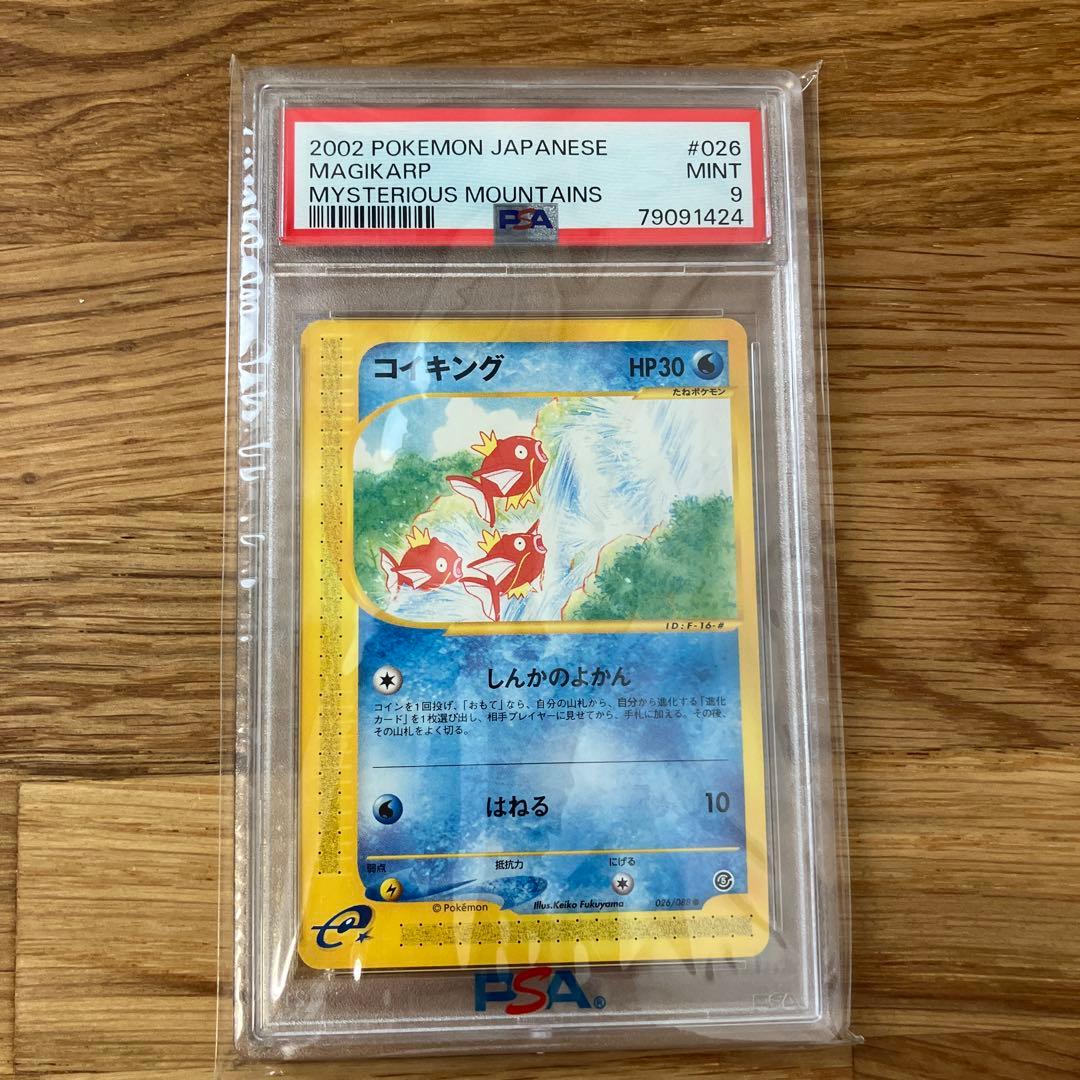 2002 POKEMON JAPANESE #026
MAGIKARP MINT
MYSTERIOUS MOUNTAINS 9
PSA 79091424
コイキング HP30
たねポケモン
ID:F-16-#
しんかのよかん
コインを1回投げ、「おもて」なら、自分の山札から、自分から進化する「進化
カード」を1枚選び出し、相手プレイヤーに見せてから、手札に加える。その後、
その山札をよく切る。
はねる 10
弱点 抵抗力 にげる
© Pokémon Illus.Keiko Fukuyama 026/088 ●
e
PSA®
PSA